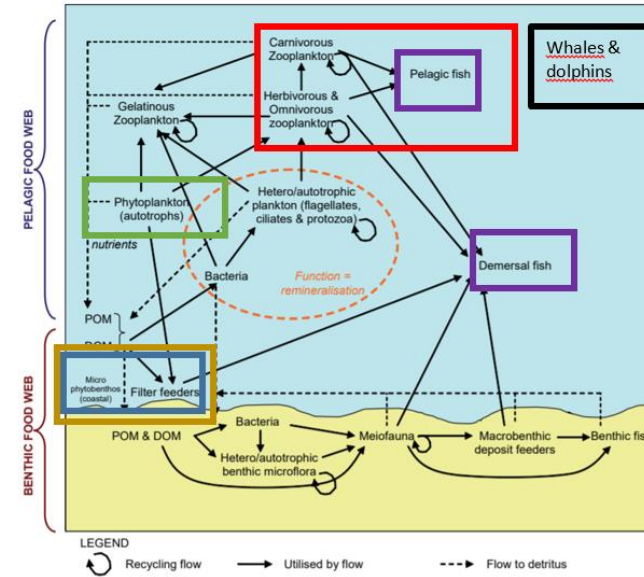 Carnivorous
Zooplankton
Pelagic fish
Whales &
dolphins
Gelatinous
Zooplankton
Herbivorous &
Omnivorous
zooplankton
PELAGIC FOOD WEB
Phytoplankton
(autotrophs)
Hetero/autotrophic
plankton (flagellates,
ciliates & protozoa)
nutrients
Bacteria
Function =
remineralisation
Demersal fish
POM
BENTHIC FOOD WEB
Micro
phytobenthos
(coastal)
Filter feeders
POM & DOM
Bacteria
Hetero/autotrophic
benthic microflora
Meiofauna
Macrobenthic
deposit feeders
Benthic fis
LEGEND
Recycling flow
Utilised by flow
Flow to detritus